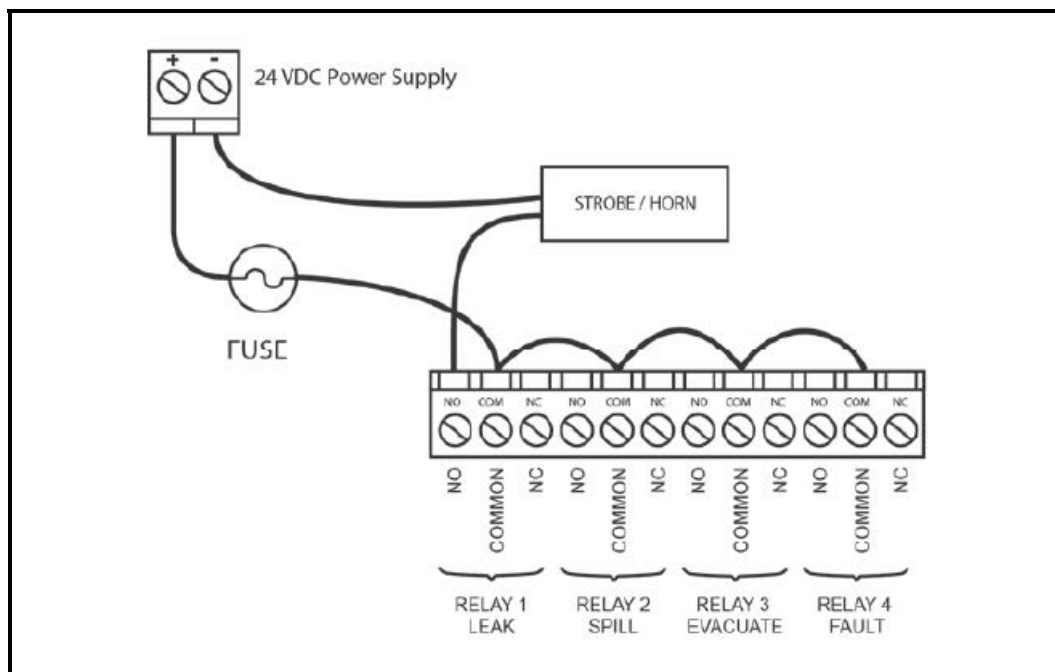 + -
24 VDC Power Supply
STROBE / HORN
FUSE
NO COM NC NO COM NC NO COM NC NO COM NC
NO COMMON NC NO COMMON NC NO COMMON NC NO COMMON NC
RELAY 1 RELAY 2 RELAY 3 RELAY 4
LEAK SPILL EVACUATE FAULT